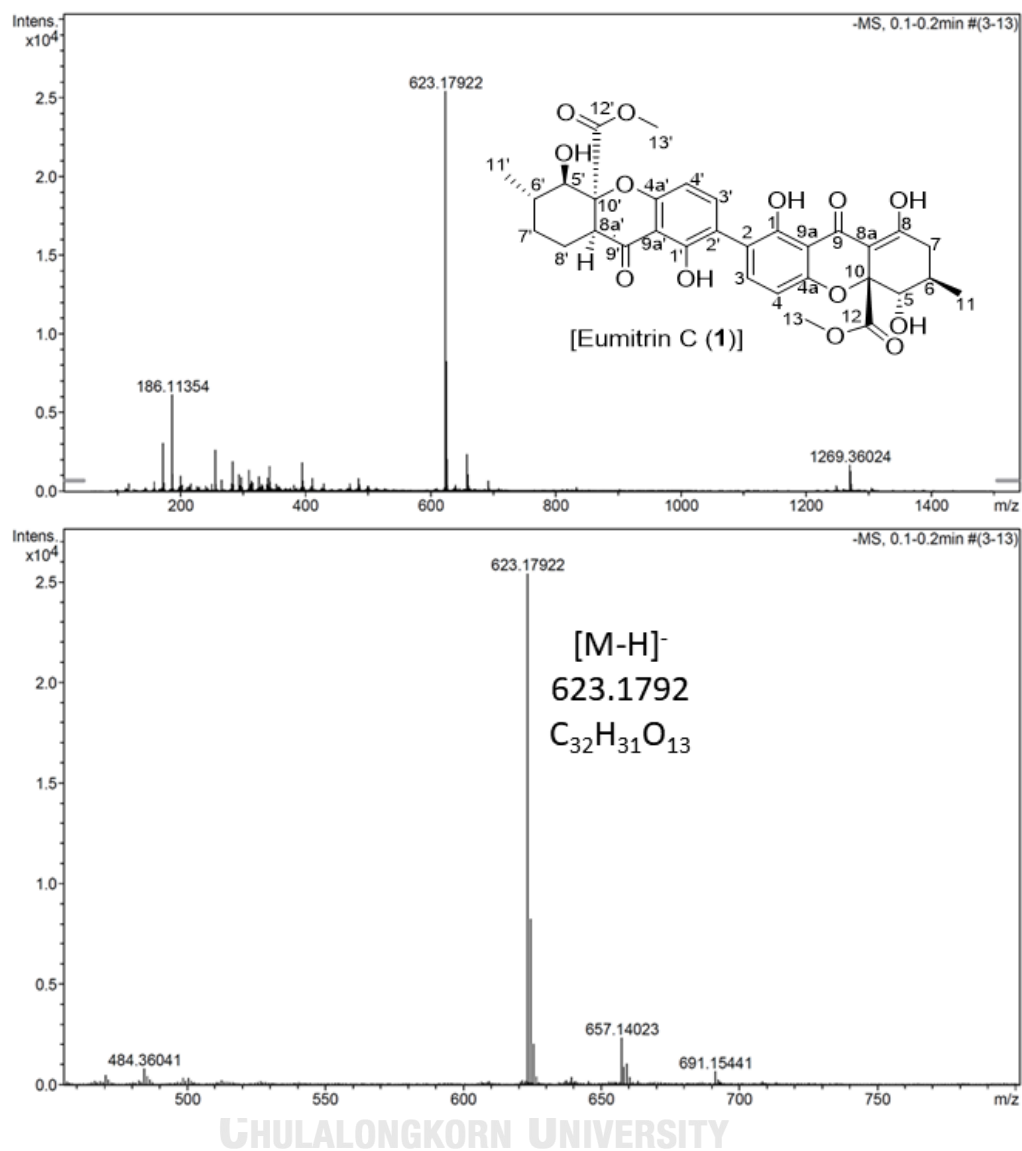 Intens.
x10⁴
-MS, 0.1-0.2min #(3-13)
623.17922
2.5
2.0
1.5
1.0
0.5
0.0
186.11354
1269.36024
200
400
600
800
1000
1200
1400
m/z
O
12'
O
13'
OH
11'
5'
6'
10'
O
4a'
4'
3'
7'
8a'
8'
H
9'
O
9a'
1'
OH
2'
2
OH
1
9a
O
9
8a
OH
8
7
3
4
4a
O
10
5
6
11
OH
13
O
12
O
[Eumitrin C (1)]
Intens.
x10⁴
-MS, 0.1-0.2min #(3-13)
623.17922
2.5
2.0
1.5
1.0
0.5
0.0
[M-H]⁻
623.1792
C₃₂H₃₁O₁₃
484.36041
657.14023
691.15441
500
550
600
650
700
750
m/z
CHULALONGKORN UNIVERSITY